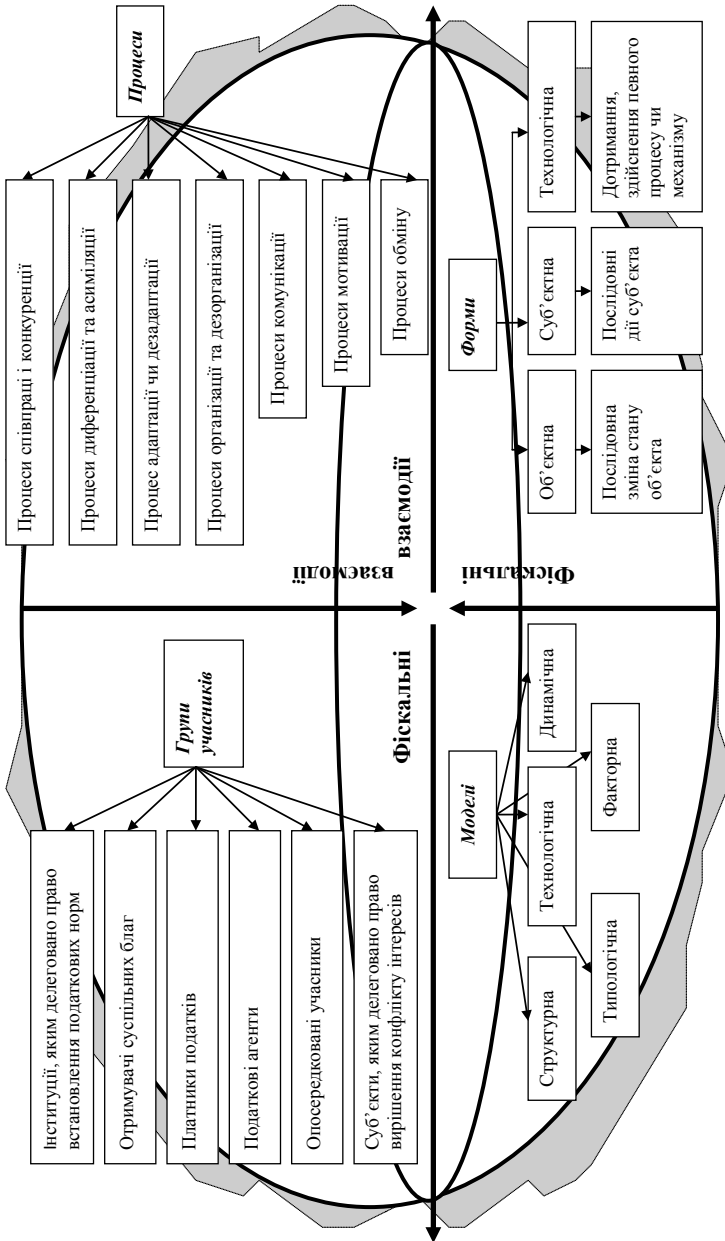 Інституції, яким делеговано право
встановлення податкових норм
Отримувачі суспільних благ
Платники податків
Податкові агенти
Опосередковані учасники
Суб’єкти, яким делеговано право
вирішення конфлікту інтересів
Групи
учасників
Процеси співпраці і конкуренції
Процеси диференціації та асиміляції
Процес адаптації чи дезадаптації
Процеси організації та дезорганізації
Процеси комунікації
Процеси мотивації
Процеси обміну
Процеси
Фіскальні
взаємодії
Фіскальні
взаємодії
Моделі
Структурна
Технологічна
Динамічна
Типологічна
Факторна
Форми
Об’єктна
Суб’єктна
Технологічна
Послідовна
зміна стану
об’єкта
Послідовні
дії суб’єкта
Дотримання,
здійснення певного
процесу чи
механізму